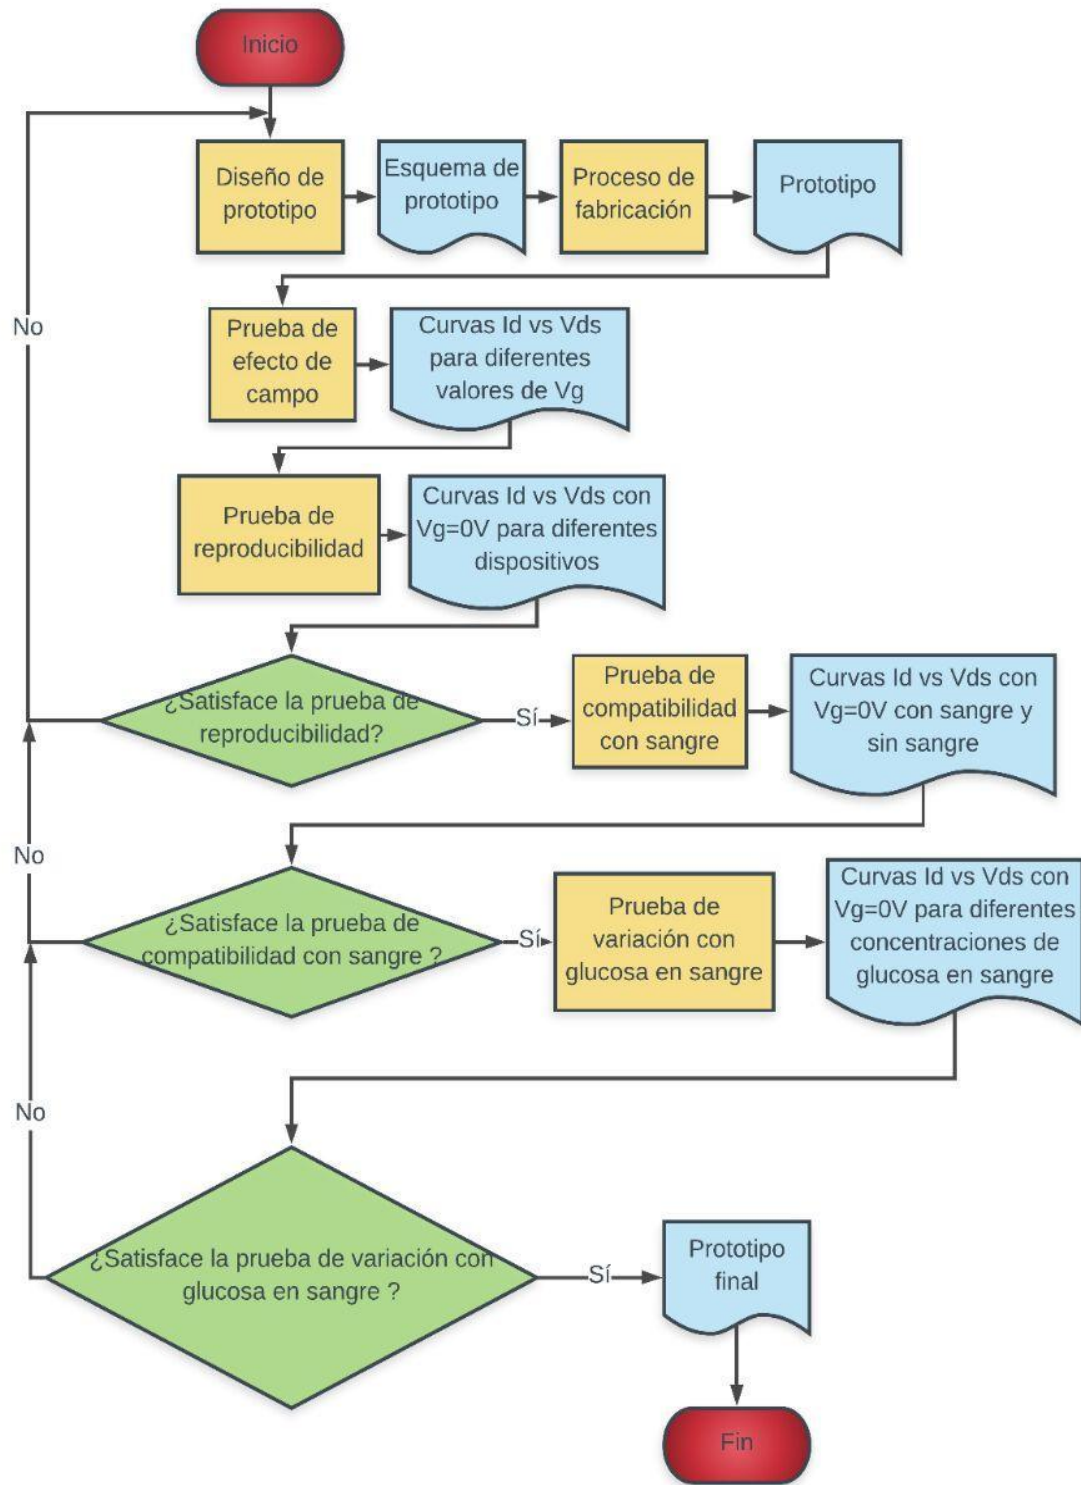 Inicio
Diseño de
prototipo
Esquema de
prototipo
Proceso de
fabricación
Prototipo
No
Prueba de
efecto de
campo
Curvas Id vs Vds
para diferentes
valores de Vg
Prueba de
reproducibilidad
Curvas Id vs Vds con
Vg=0V para diferentes
dispositivos
¿Satisface la prueba de
reproducibilidad?
Sí
Prueba de
compatibilidad
con sangre
Curvas Id vs Vds con
Vg=0V con sangre y
sin sangre
No
¿Satisface la prueba de
compatibilidad con sangre ?
Sí
Prueba de
variación con
glucosa en sangre
Curvas Id vs Vds con
Vg=0V para diferentes
concentraciones de
glucosa en sangre
No
¿Satisface la prueba de variación con
glucosa en sangre ?
Sí
Prototipo
final
Fin